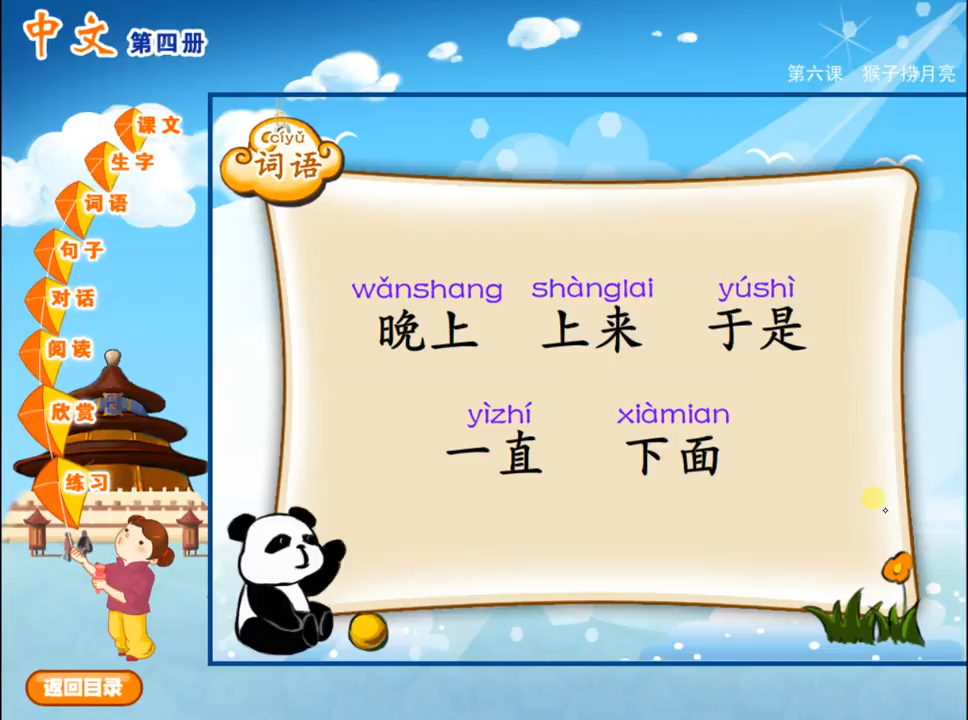 中文 第四册
第六课 猴子捞月亮
课文
生字
词语
句子
对话
阅读
欣赏
练习
返回目录
cíyǔ
词语
wǎnshang shànglai yúshì
晚上 上来 于是
yìzhí xiàmian
一直 下面